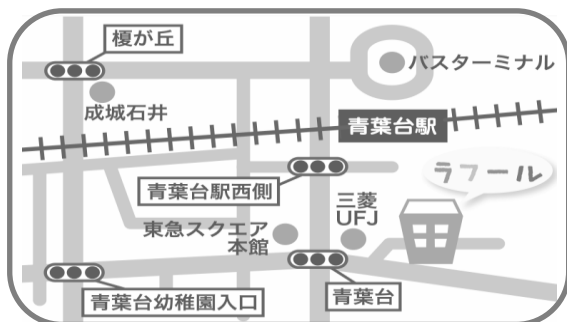 榎が丘
バスターミナル
成城石井
青葉台駅
ラフール
青葉台駅西側
三菱
UFJ
東急スクエア
本館
青葉台幼稚園入口
青葉台